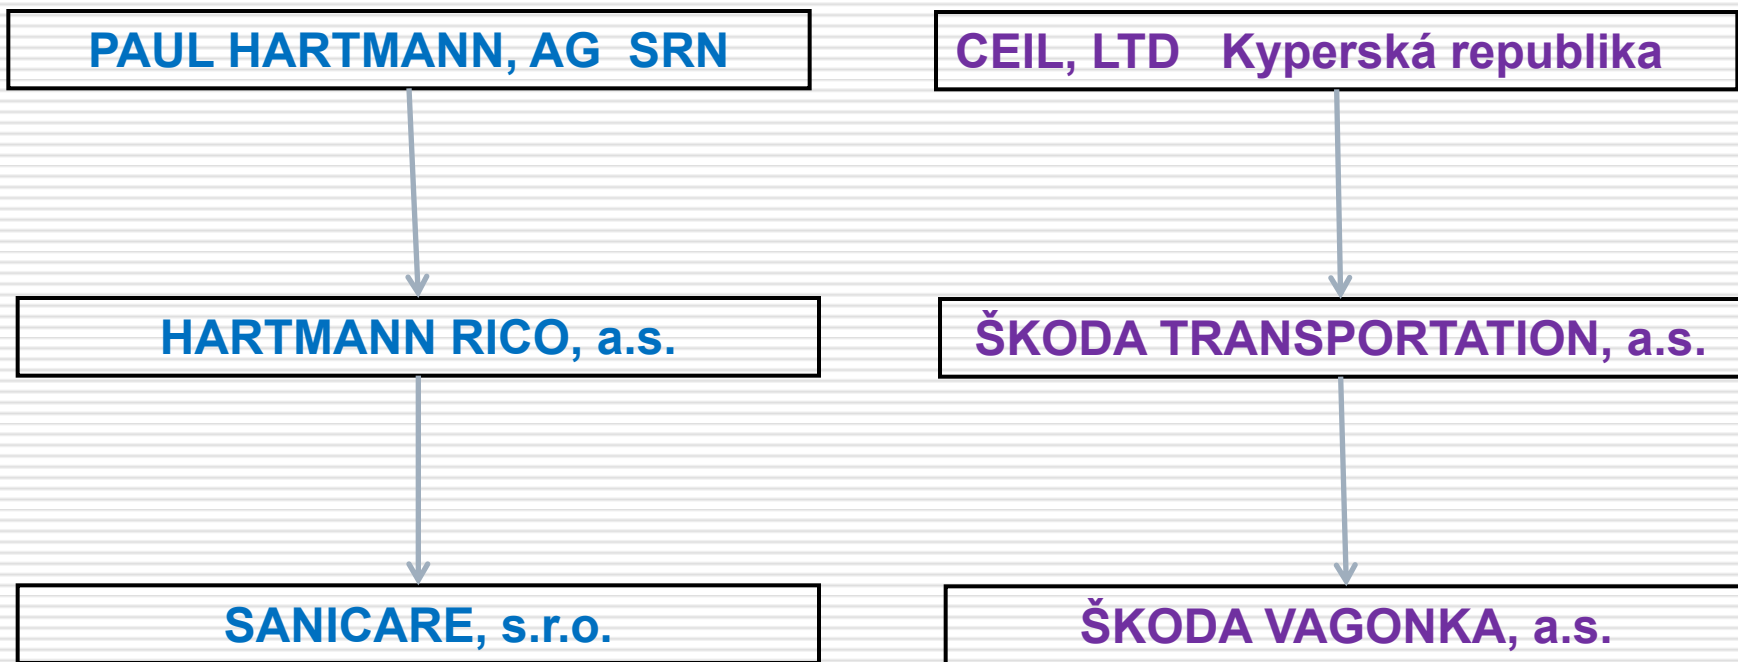 PAUL HARTMANN, AG SRN
CEIL, LTD Kyperská republika
HARTMANN RICO, a.s.
ŠKODA TRANSPORTATION, a.s.
SANICARE, s.r.o.
ŠKODA VAGONKA, a.s.